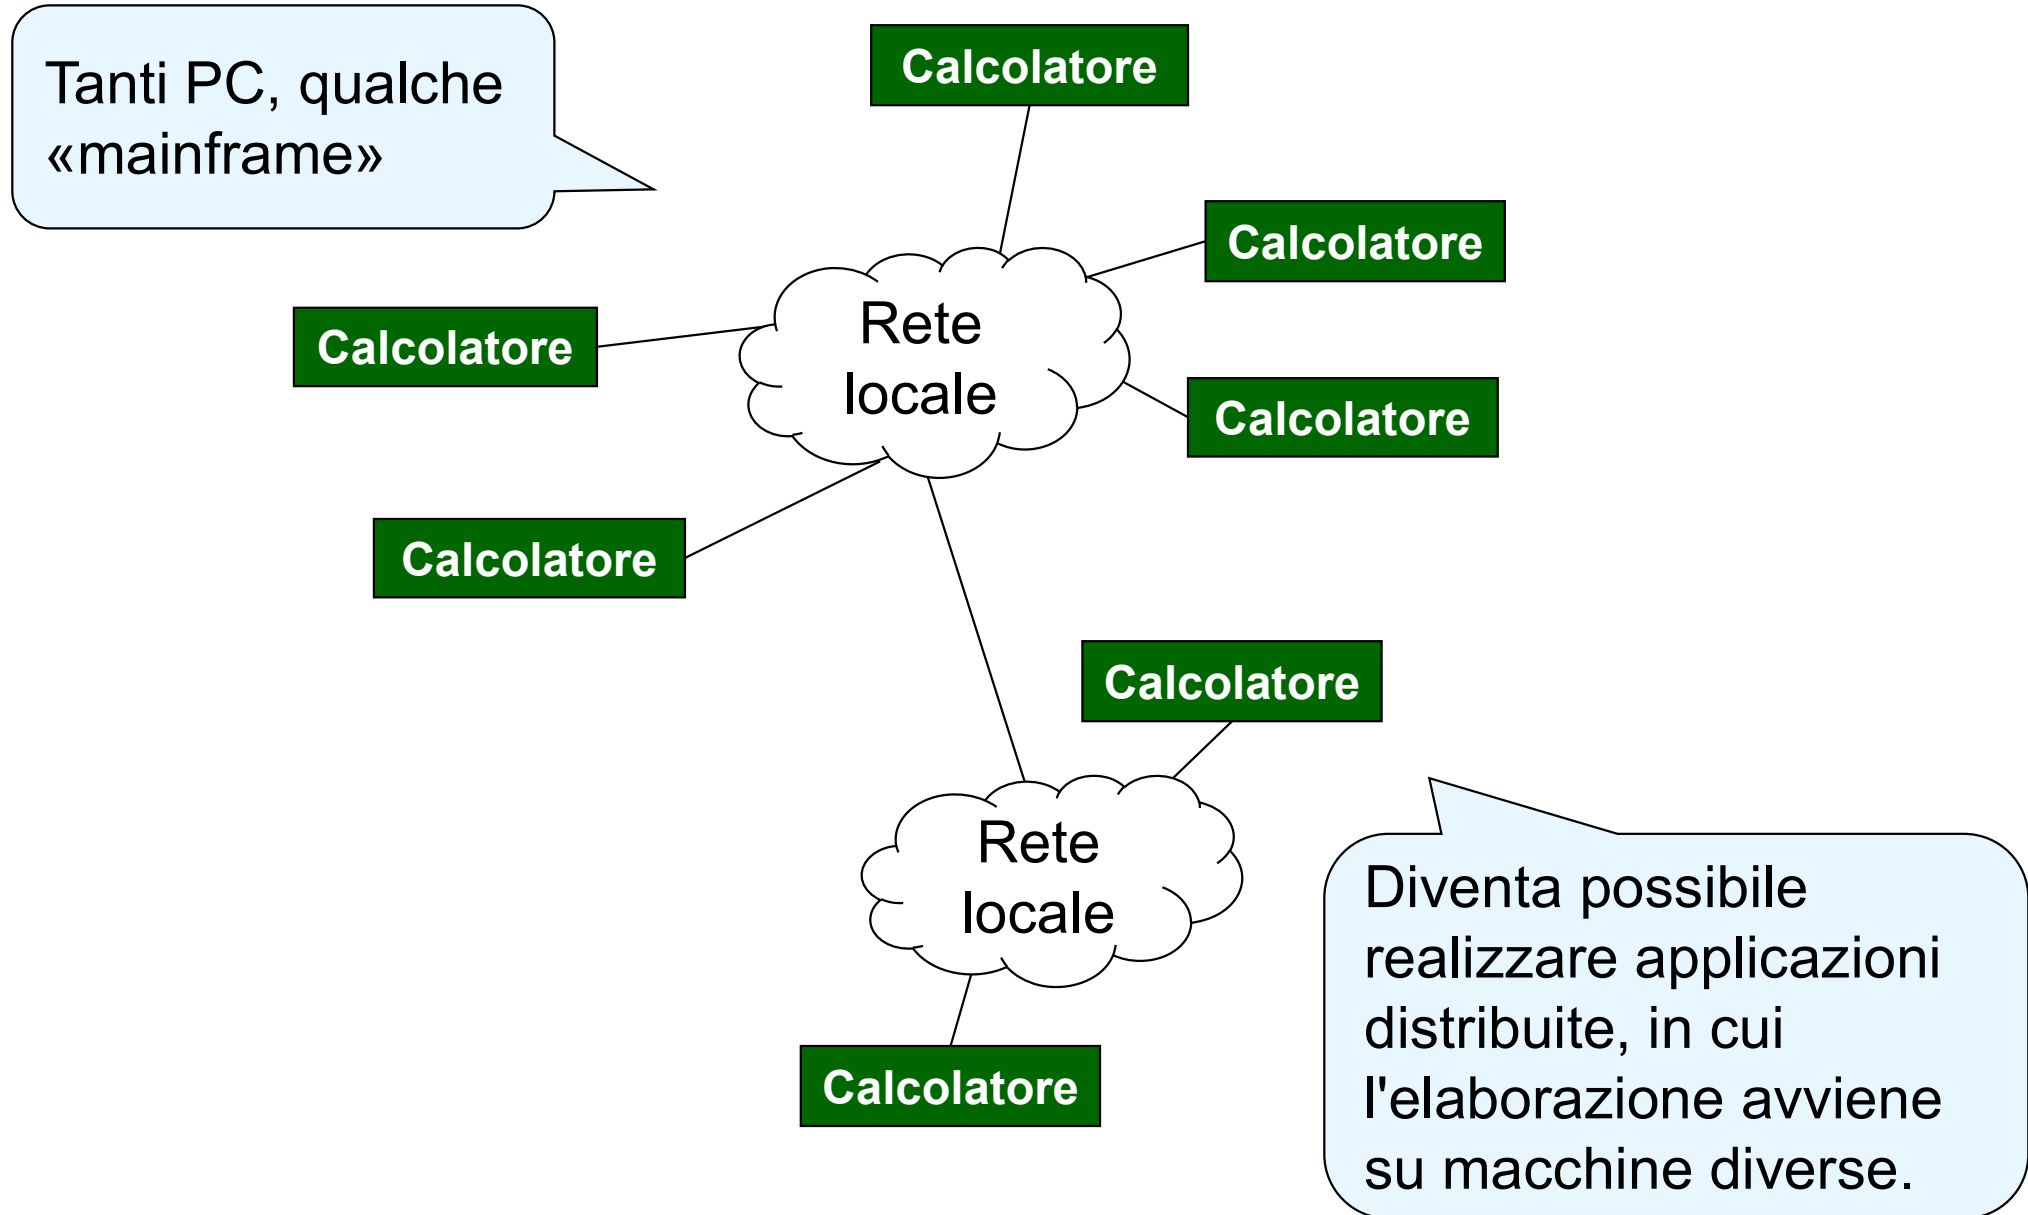 Tanti PC, qualche
«mainframe»
Calcolatore
Calcolatore
Rete
locale
Calcolatore
Calcolatore
Calcolatore
Calcolatore
Rete
locale
Calcolatore
Diventa possibile
realizzare applicazioni
distribuite, in cui
l'elaborazione avviene
su macchine diverse.